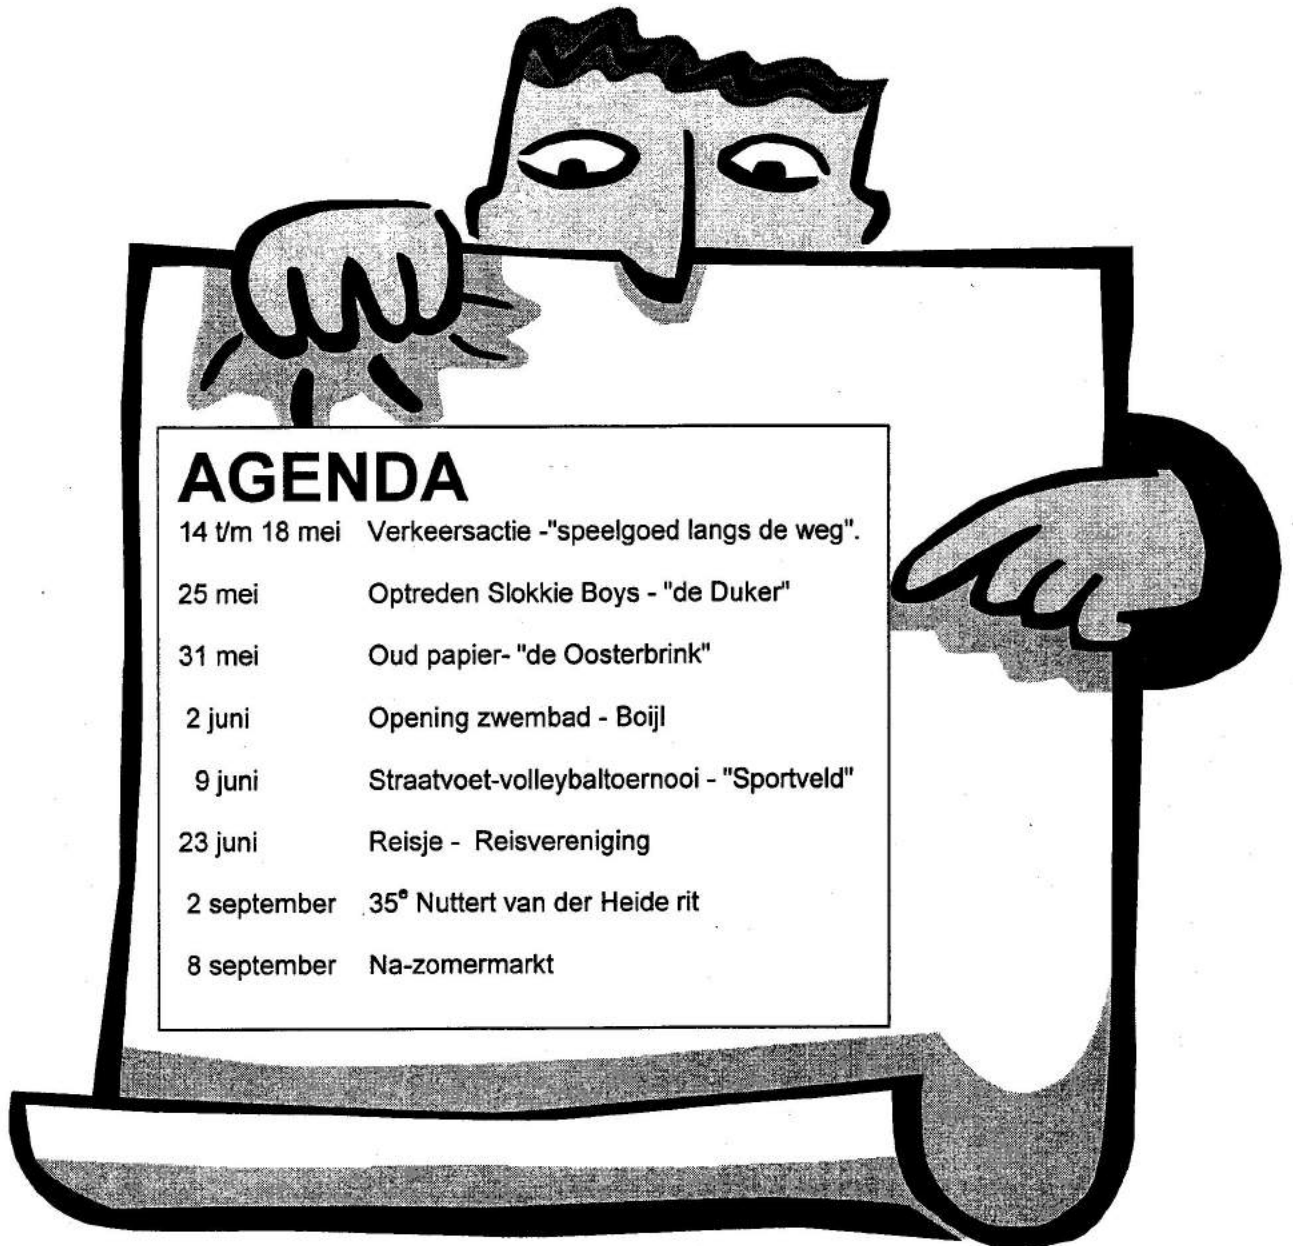 AGENDA
14 t/m 18 mei Verkeersactie -"speelgoed langs de weg".
25 mei Optreden Slokkie Boys - "de Duker"
31 mei Oud papier- "de Oosterbrink"
2 juni Opening zwembad - Boijl
9 juni Straatvoet-volleybaltoernooi - "Sportveld"
23 juni Reisje - Reisvereniging
2 september 35e Nuttert van der Heide rit
8 september Na-zomermarkt